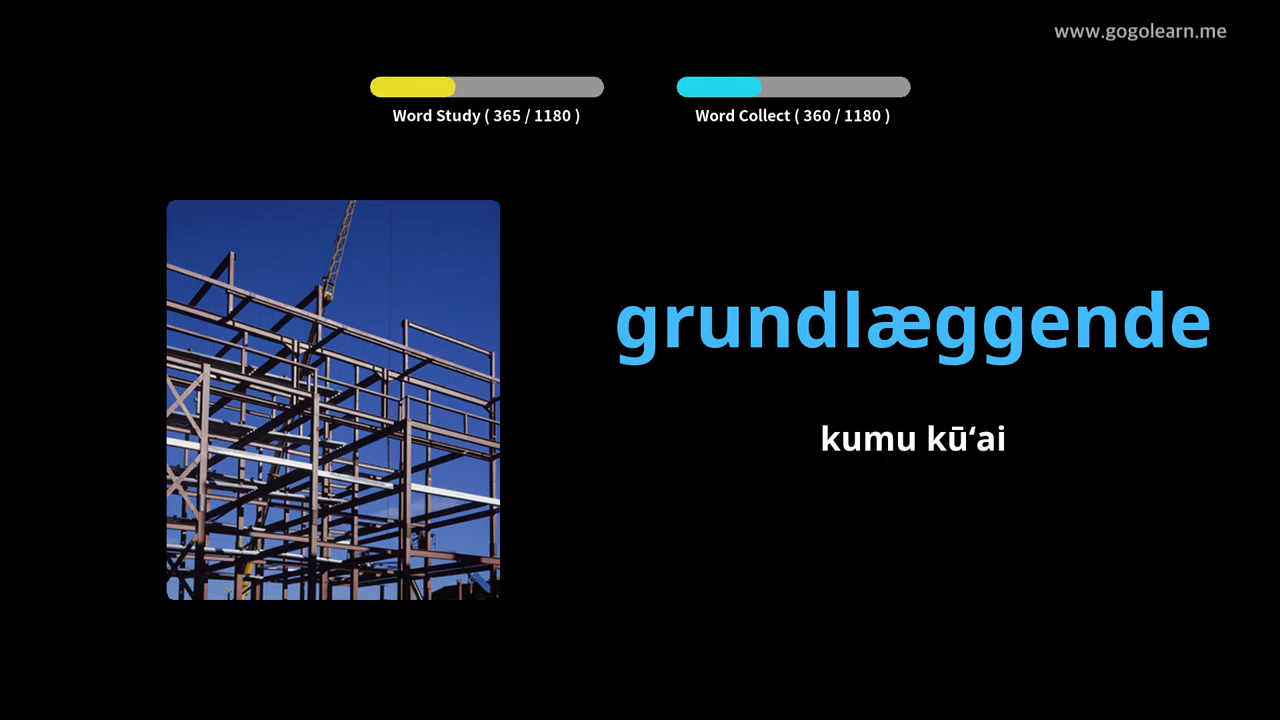 www.gogolearn.me
Word Study ( 365 / 1180 )
Word Collect ( 360 / 1180 )
grundlæggende
kumu kūʻai